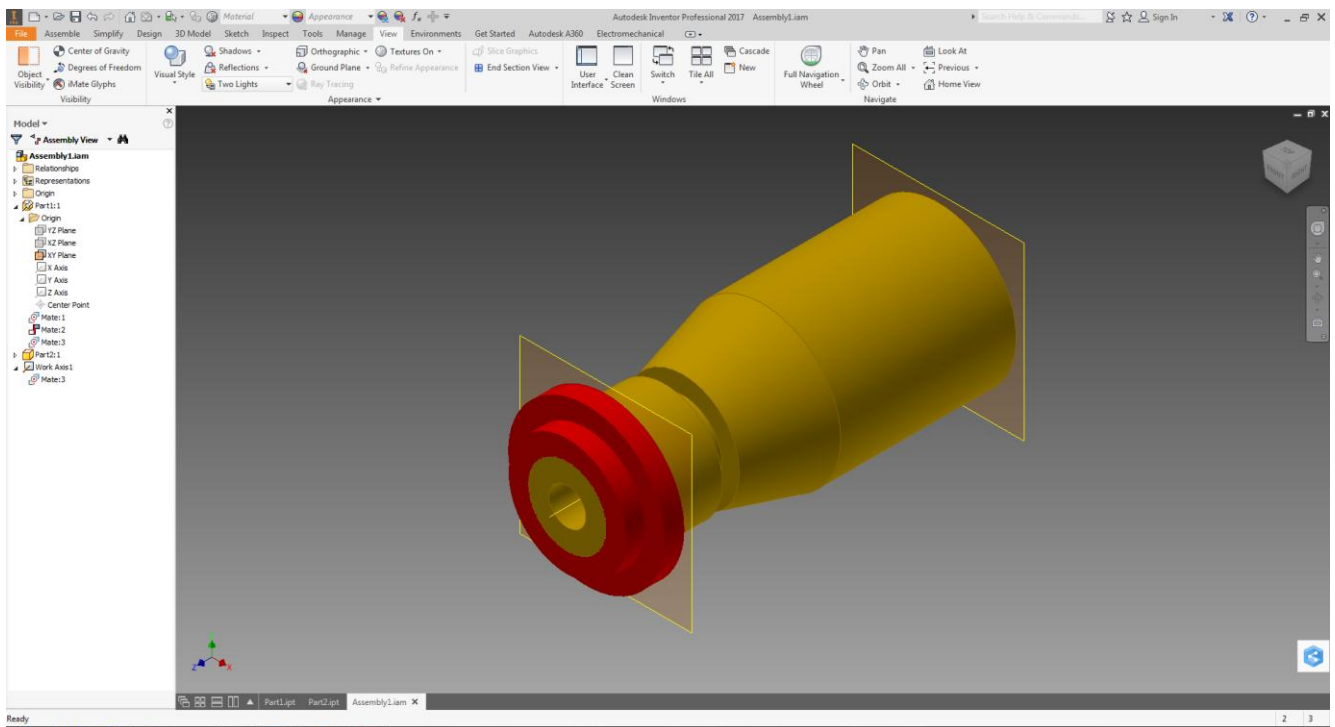 Material Appearance fx Autodesk Inventor Professional 2017 Assembly1.iam Search Help & Commands... Sign In
File Assemble Simplify Design 3D Model Sketch Inspect Tools Manage View Environments Get Started Autodesk A360 Electromechanical
Center of Gravity Shadows Orthographic Textures On Slice Graphics Cascade Pan Look At
Degrees of Freedom Reflections Ground Plane Refine Appearance End Section View New Zoom All Previous
Object Visibility iMate Glyphs Visual Style Two Lights Ray Tracing User Interface Clean Screen Switch Tile All Full Navigation Wheel Orbit Home View
Visibility Appearance Windows Navigate
Model
Assembly View
Assembly1.iam
Relationships
Representations
Origin
Part1:1
Origin
YZ Plane
XZ Plane
XY Plane
X Axis
Y Axis
Z Axis
Center Point
Mate:1
Mate:2
Mate:3
Part2:1
Work Axis1
Mate:3
FRONT RIGHT
Z X
Part1.ipt Part2.ipt Assembly1.iam
Ready 2 3